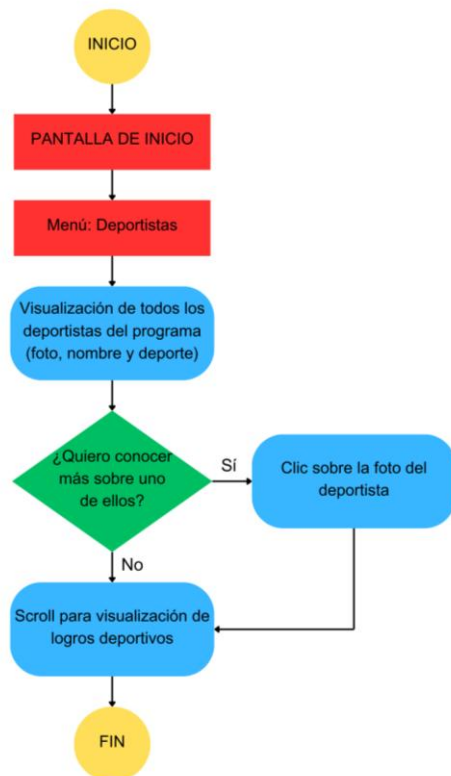 INICIO
PANTALLA DE INICIO
Menú: Deportistas
Visualización de todos los
deportistas del programa
(foto, nombre y deporte)
¿Quiero conocer
más sobre uno
de ellos?
Sí
Clic sobre la foto del
deportista
No
Scroll para visualización de
logros deportivos
FIN